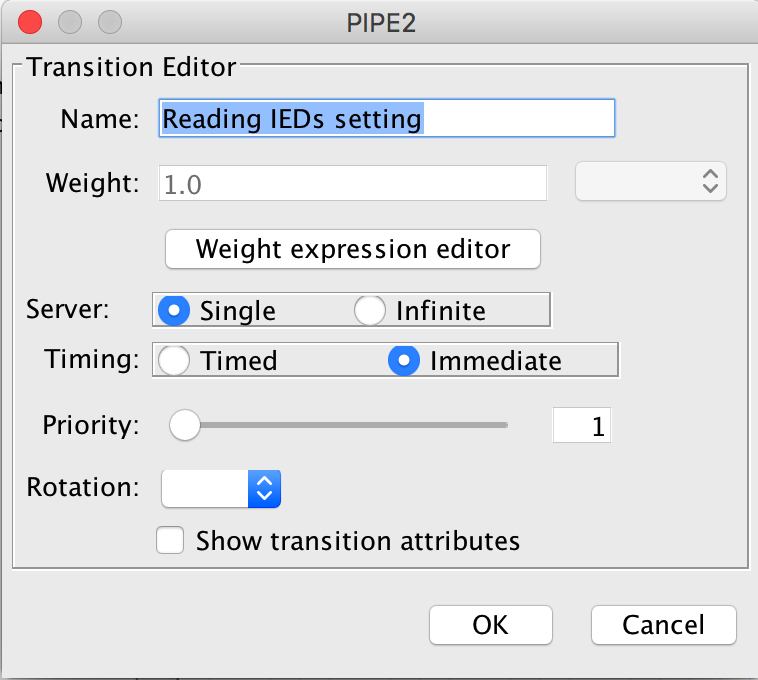 PIPE2
Transition Editor
Name: Reading IEDs setting
Weight: 1.0
Weight expression editor
Server: Single Infinite
Timing: Timed Immediate
Priority: 1
Rotation:
Show transition attributes
OK Cancel